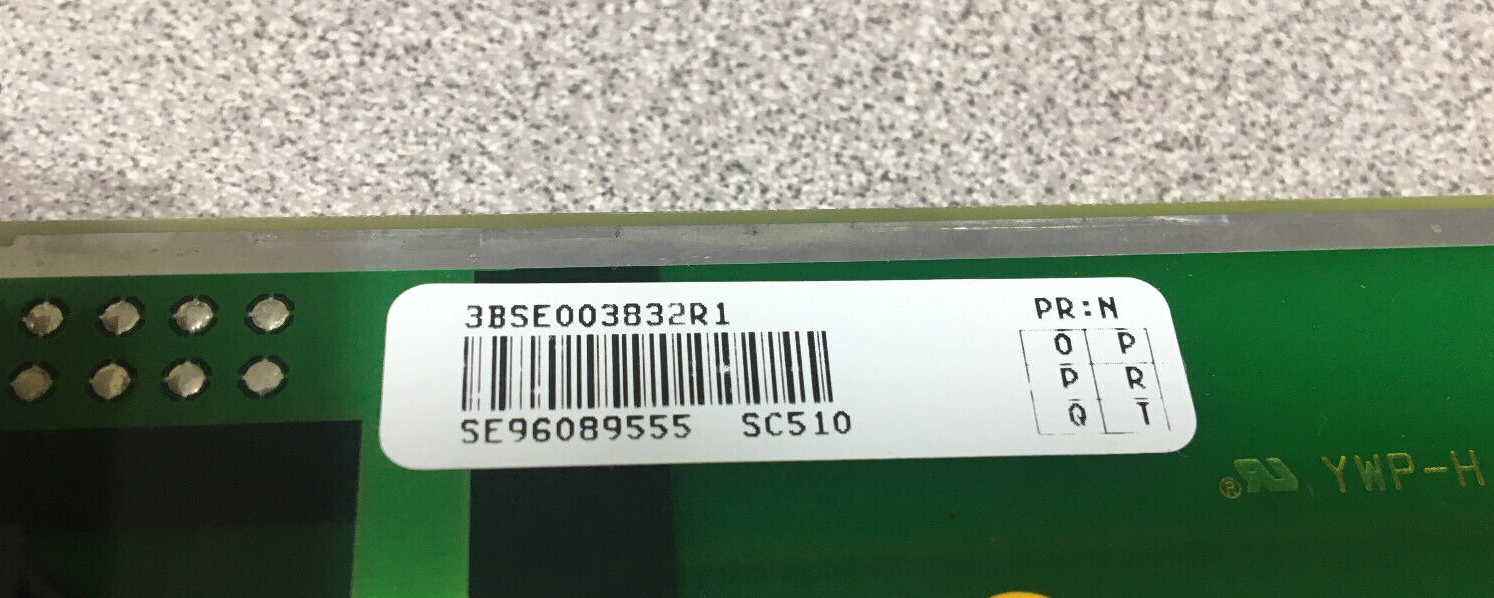 3BSE003832R1
PR:N
O P
P R
Q T
SE96089555 SC510
® YWP-H